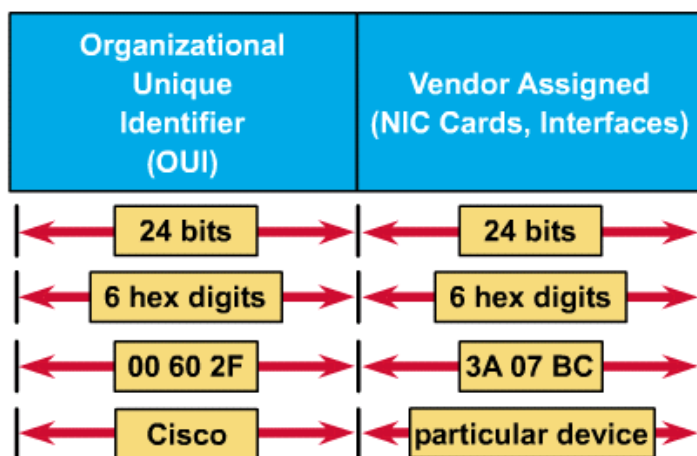 Organizational
Unique
Identifier
(OUI)
Vendor Assigned
(NIC Cards, Interfaces)
24 bits
24 bits
6 hex digits
6 hex digits
00 60 2F
3A 07 BC
Cisco
particular device